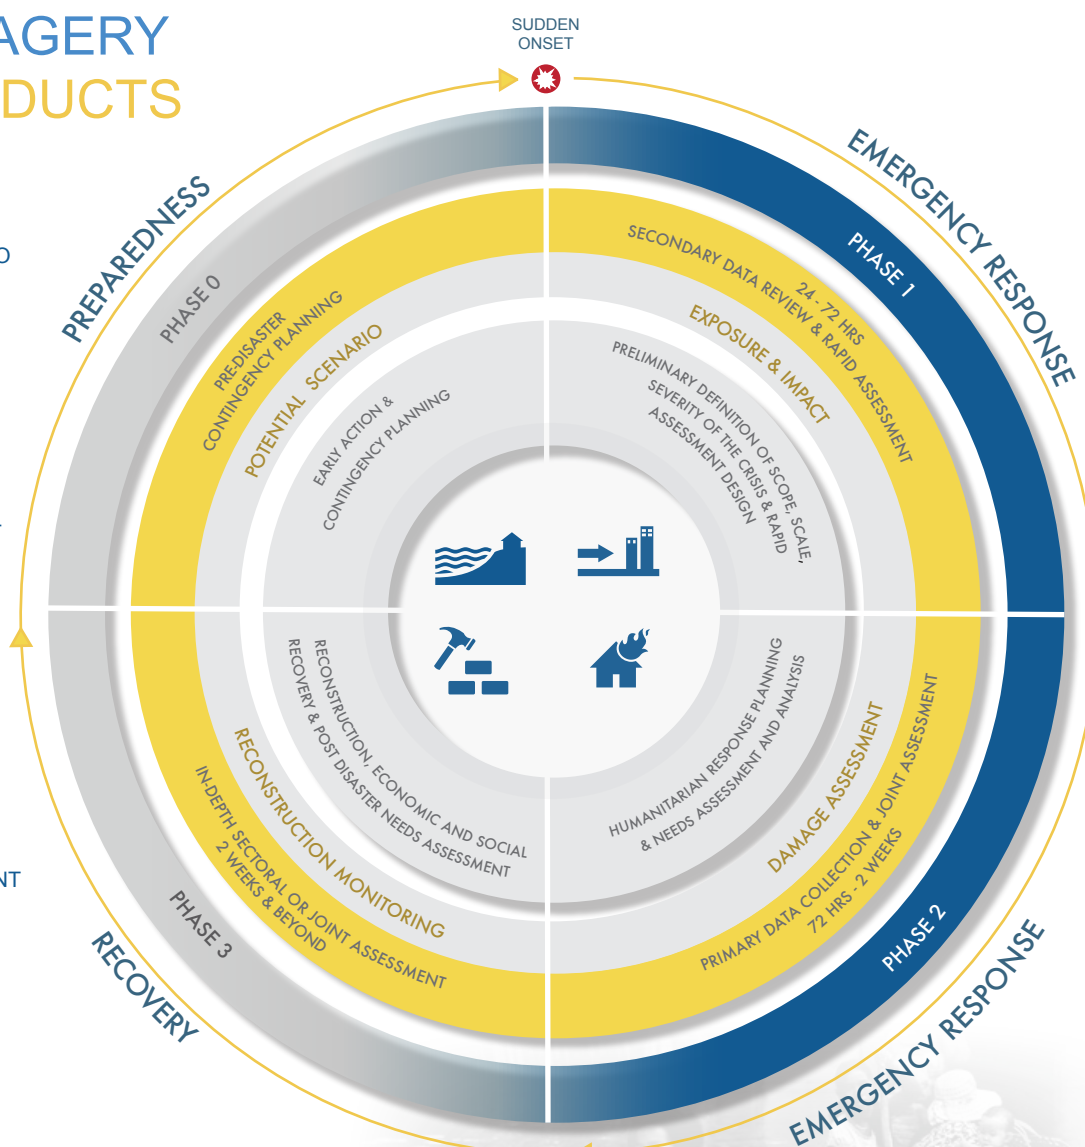 AGERY
DUCTS
SUDDEN
ONSET
PREPAREDNESS
PHASE 0
PRE-DISASTER
CONTINGENCY PLANNING
POTENTIAL SCENARIO
EARLY ACTION &
CONTINGENCY PLANNING
EMERGENCY RESPONSE
PHASE 1
24 - 72 HRS
SECONDARY DATA REVIEW & RAPID ASSESSMENT
EXPOSURE & IMPACT
PRELIMINARY DEFINITION OF SCOPE, SCALE,
SEVERITY OF THE CRISIS & RAPID
ASSESSMENT DESIGN
O
NT
RECONSTRUCTION, ECONOMIC AND SOCIAL
RECOVERY & POST DISASTER NEEDS ASSESSMENT
RECONSTRUCTION MONITORING
IN-DEPTH SECTORAL OR JOINT ASSESSMENT
2 WEEKS & BEYOND
PHASE 3
RECOVERY
HUMANITARIAN RESPONSE PLANNING
& NEEDS ASSESSMENT AND ANALYSIS
DAMAGE ASSESSMENT
PRIMARY DATA COLLECTION & JOINT ASSESSMENT
72 HRS - 2 WEEKS
PHASE 2
EMERGENCY RESPONSE